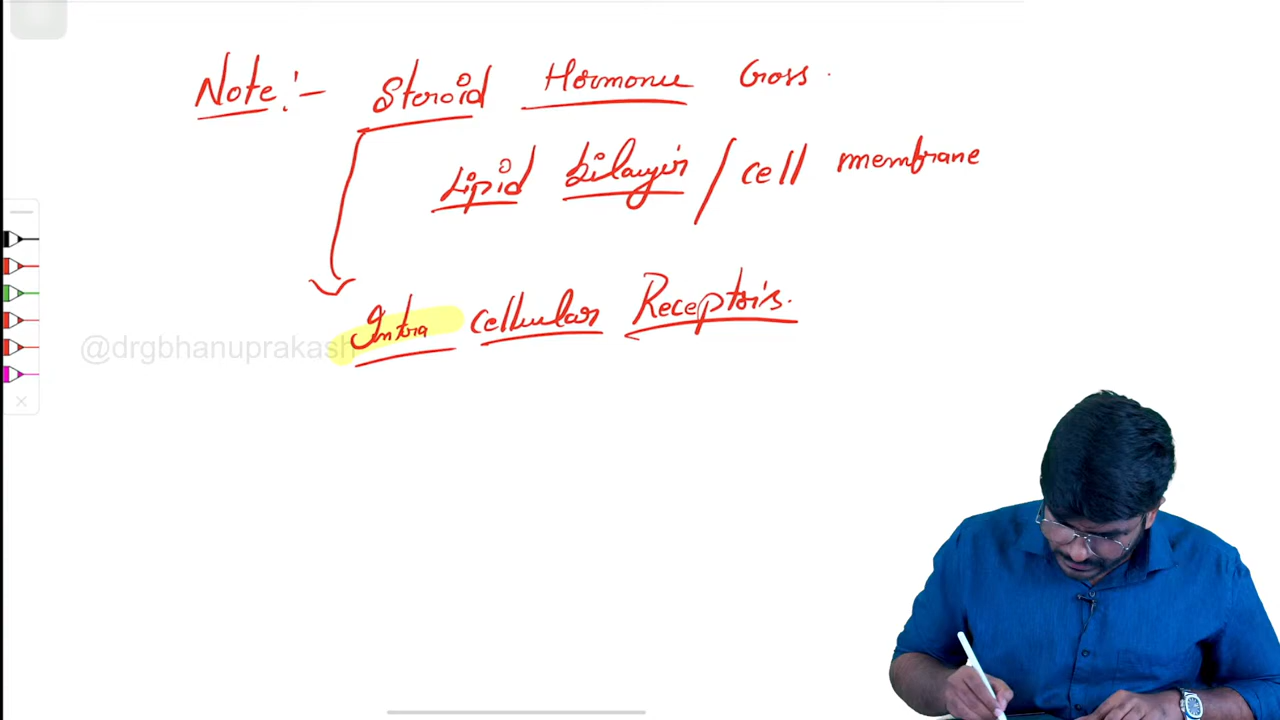 Note:- Steroid Hormone Cross
Lipid bilayer / cell membrane
Intra cellular Receptors.
@drgbhanuprakash